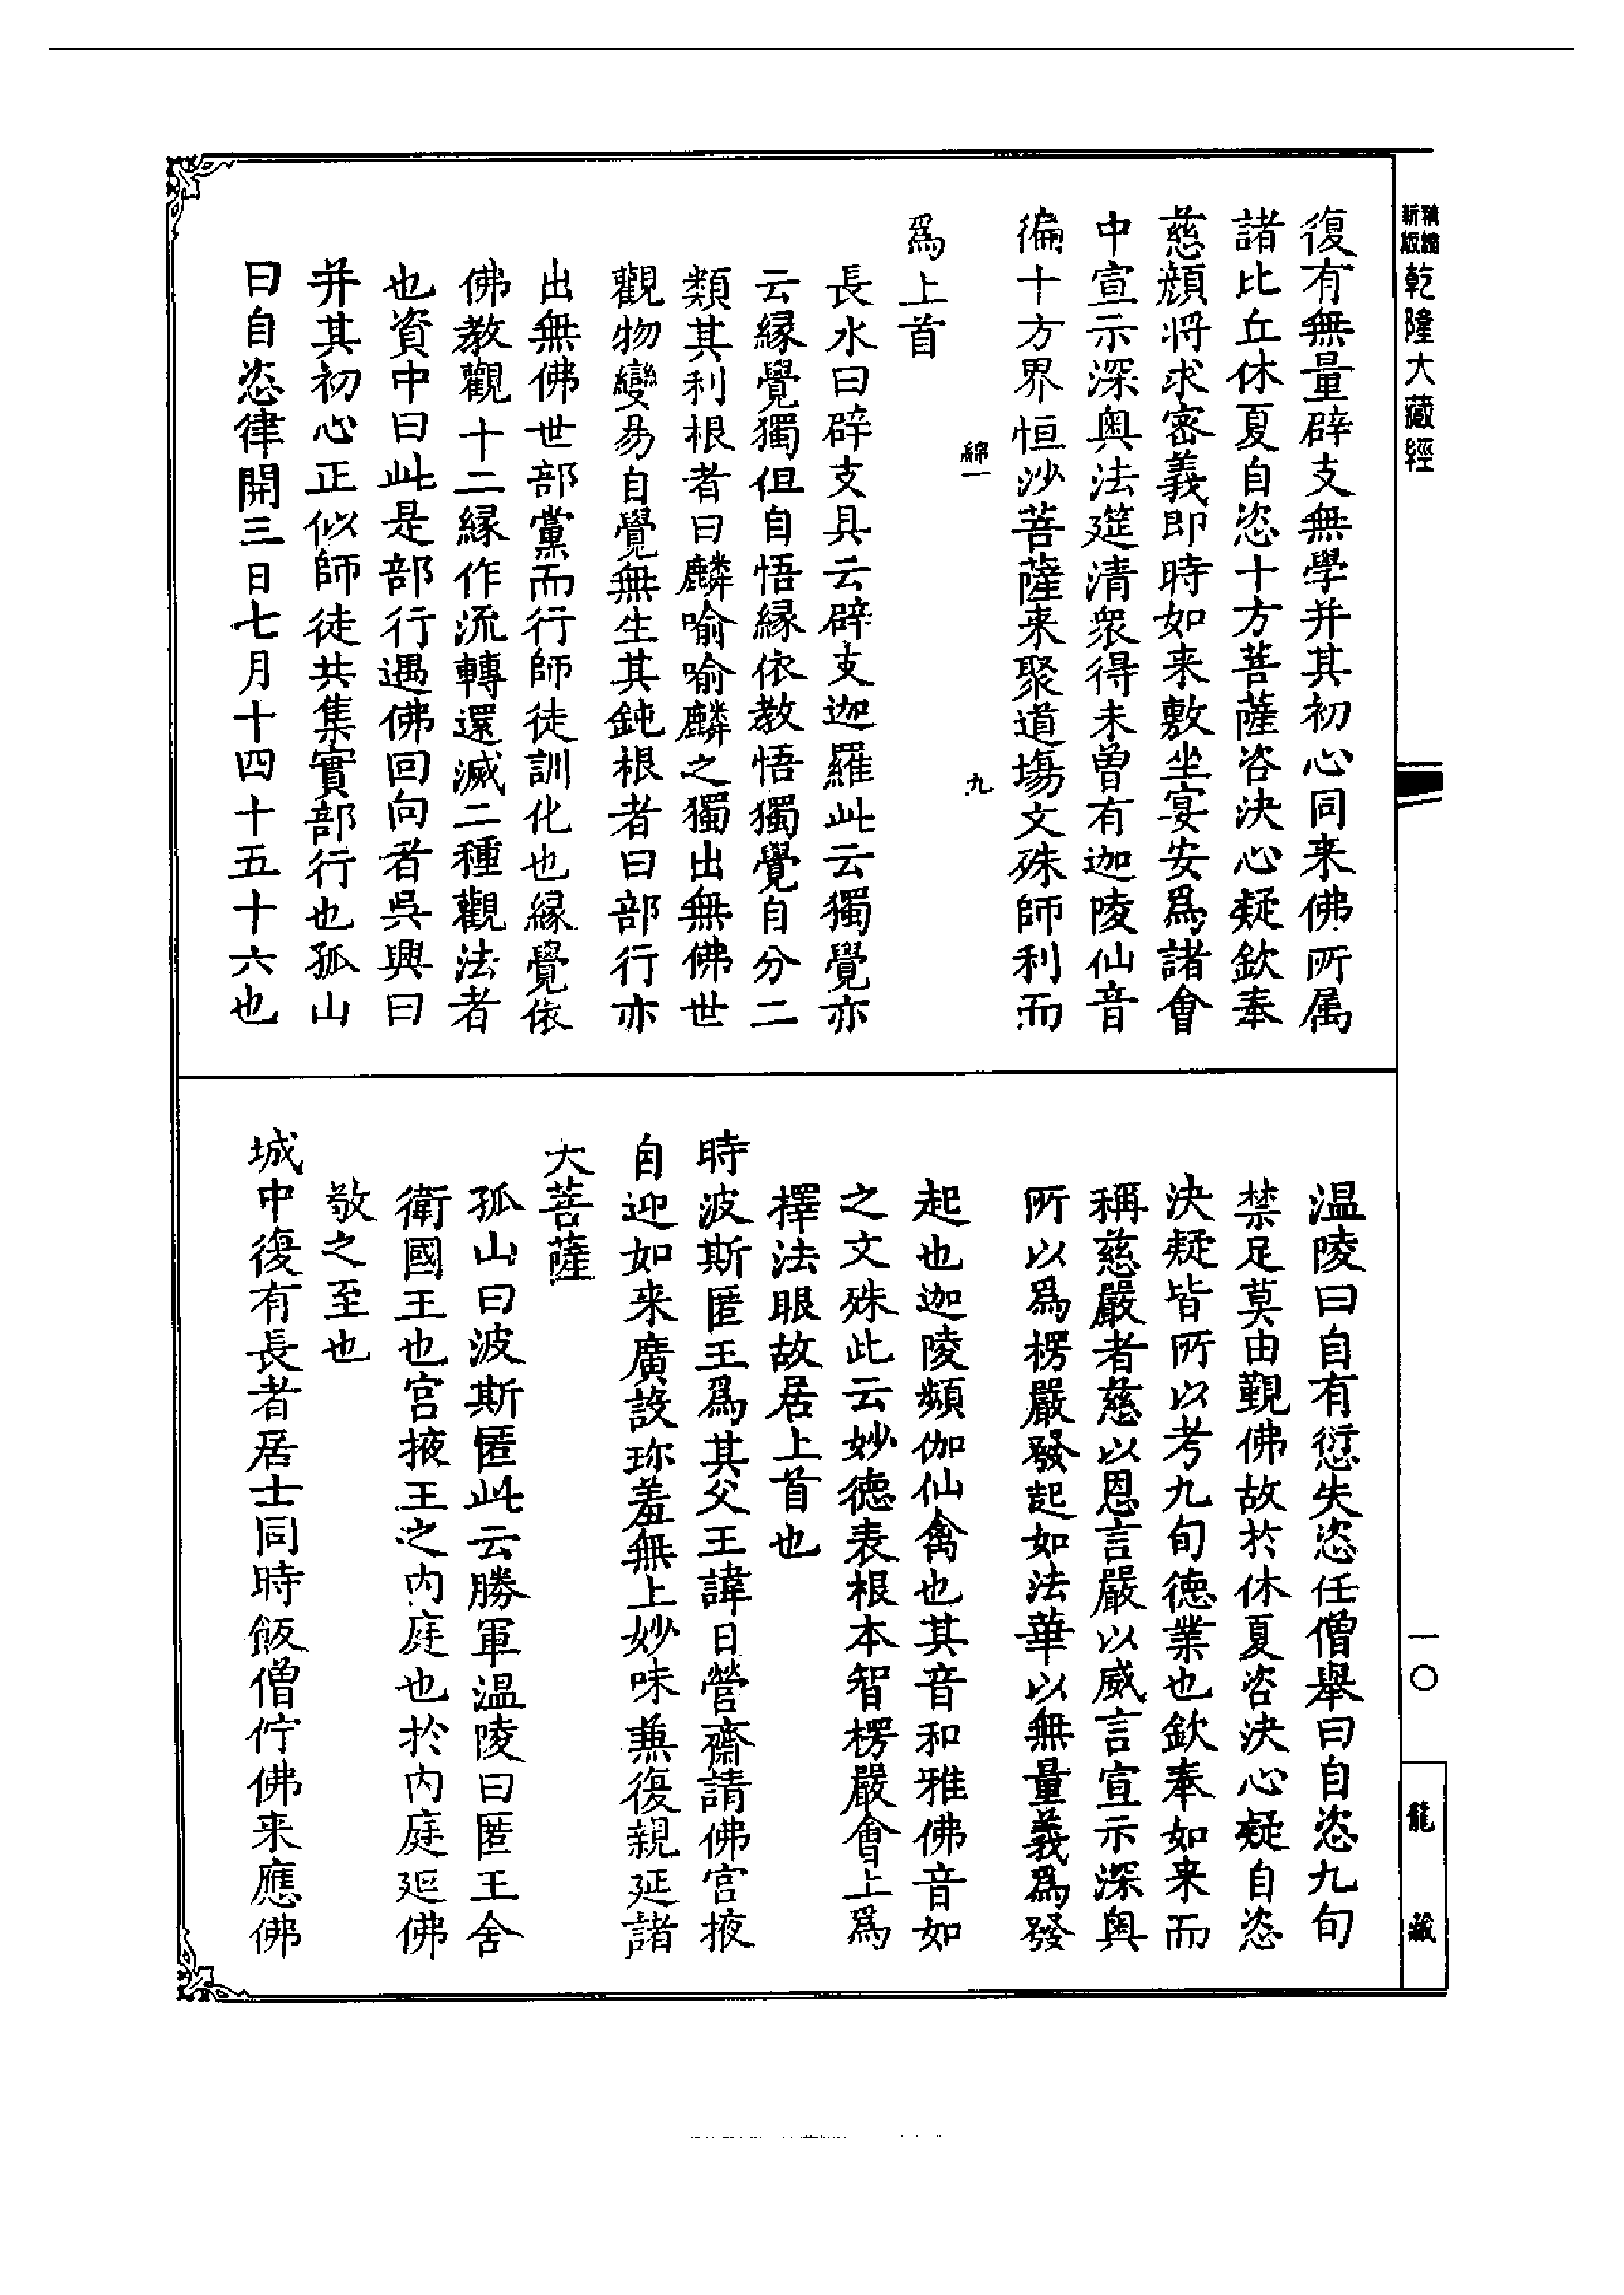 精縮新版乾隆大藏經
復有無量辟支無學并其初心同来佛所属
諸比丘休夏自恣十方菩薩咨決心疑欽奉
慈顔将求密義即時如来敷坐宴安爲諸會
中宣示深奥法筵清衆得未曽有迦陵仙音
徧十方界恒沙菩薩来聚道場文殊師利而
綿一 九
爲上首
長水曰辟支具云辟支迦羅此云獨覺亦
云緣覺獨但自悟緣依教悟獨覺自分二
類其利根者曰麟喻喻麟之獨出無佛世
觀物變易自覺無生其鈍根者曰部行亦
出無佛世部黨而行師徒訓化也緣覺依
佛教觀十二緣作流轉還滅二種觀法者
也資中曰此是部行遇佛回向者吳興曰
并其初心正似師徒共集實部行也孤山
曰自恣律開三日七月十四十五十六也
温陵曰自有愆失恣任僧舉曰自恣九旬
禁足莫由覲佛故於休夏咨決心疑自恣
決疑皆所以考九旬德業也欽奉如来而
稱慈嚴者慈以恩言嚴以威言宣示深奥
所以爲楞嚴發起如法華以無量義爲發
起也迦陵頻伽仙禽也其音和雅佛音如
之文殊此云妙德表根本智楞嚴會上爲
擇法眼故居上首也
時波斯匿王爲其父王諱日營齋請佛宫掖
自迎如来廣設珎羞無上妙味兼復親延諸
大菩薩
孤山曰波斯匿此云勝軍温陵曰匿王舍
衛國王也宫掖王之内庭也於内庭延佛
敬之至也
城中復有長者居士同時飯僧佇佛来應佛
一〇
龍藏